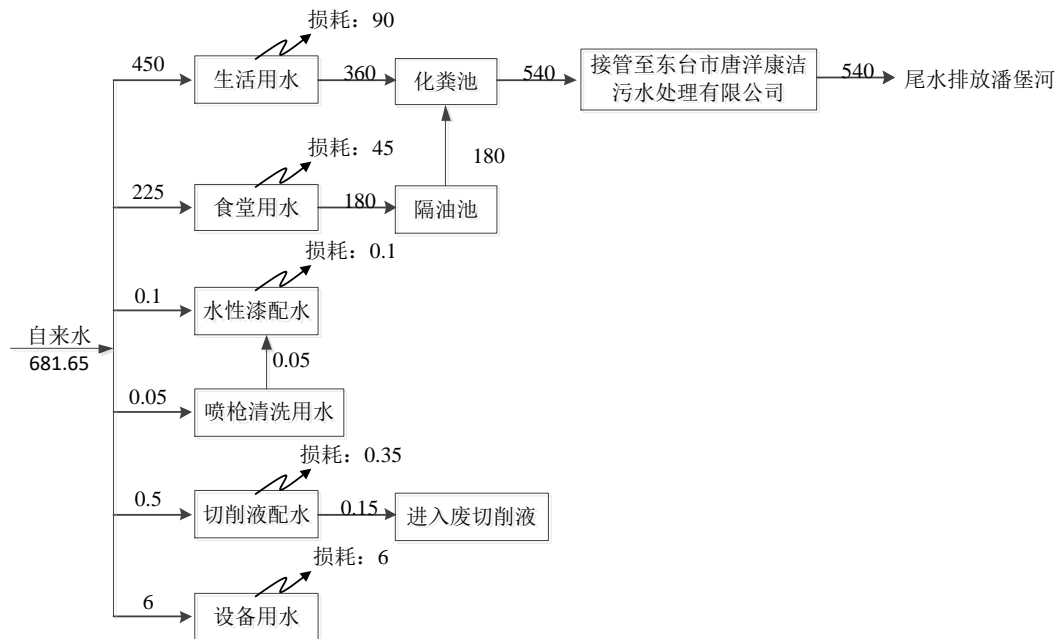 损耗：90
450
生活用水
360
化粪池
540
接管至东台市唐洋康洁
污水处理有限公司
540
尾水排放潘堡河
损耗：45
180
225
食堂用水
180
隔油池
损耗：0.1
0.1
水性漆配水
自来水
681.65
0.05
0.05
喷枪清洗用水
损耗：0.35
0.5
切削液配水
0.15
进入废切削液
损耗：6
6
设备用水